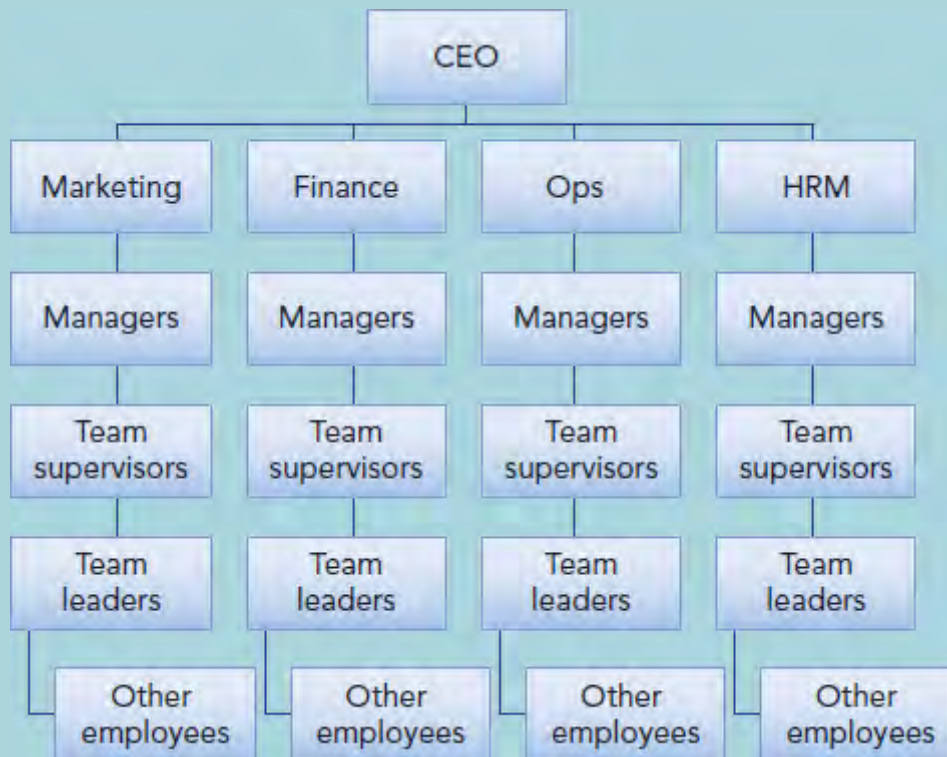 CEO
Marketing
Finance
Ops
HRM
Managers
Managers
Managers
Managers
Team
supervisors
Team
supervisors
Team
supervisors
Team
supervisors
Team
leaders
Team
leaders
Team
leaders
Team
leaders
Other
employees
Other
employees
Other
employees
Other
employees